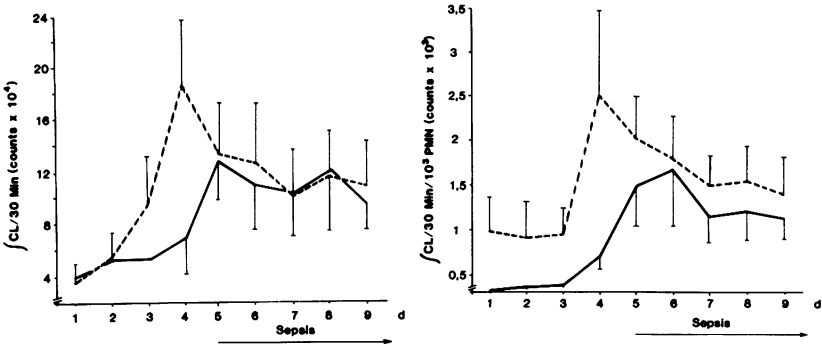 ∫CL/30 Min (counts x 10⁴)
24
20
16
12
8
4
1 2 3 4 5 6 7 8 9 d
Sepsis
∫CL/30 Min/10³ PMN (counts x 10³)
3,5
3
2,5
2
1,5
1
0,5
1 2 3 4 5 6 7 8 9 d
Sepsis